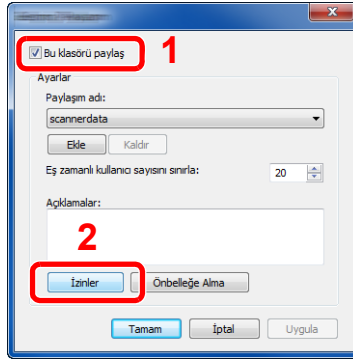 Bu klasörü paylaş
1
Ayarlar
Paylaşım adı:
scannerdata
Ekle Kaldır
Eş zamanlı kullanıcı sayısını sınırla: 20
Açıklamalar:
2
İzinler Önbelleğe Alma
Tamam İptal Uygula